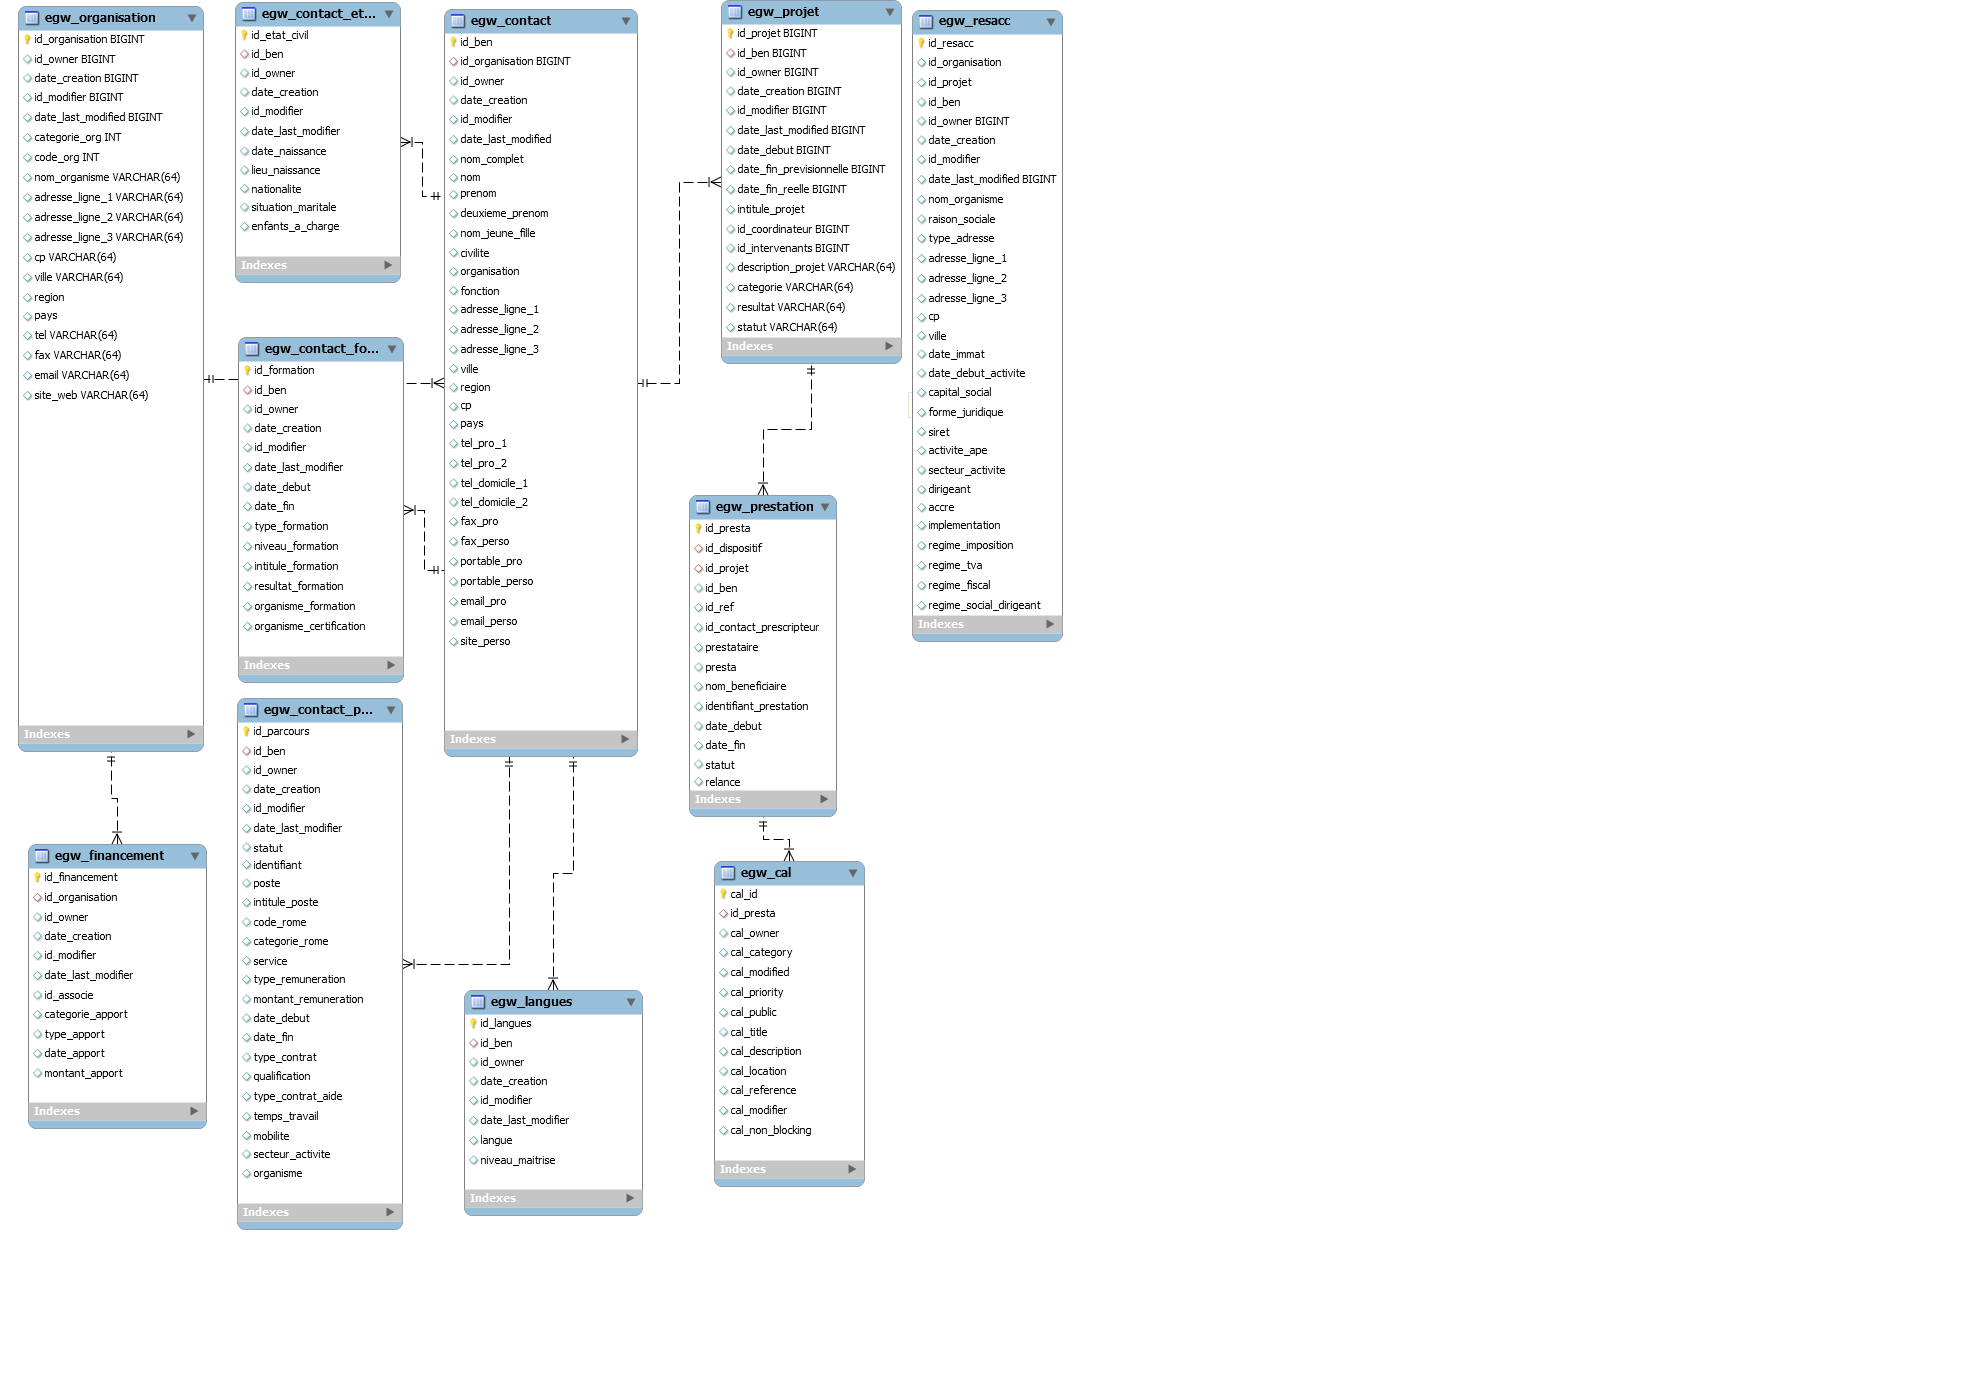 egw_organisation
id_organisation BIGINT
id_owner BIGINT
date_creation BIGINT
id_modifier BIGINT
date_last_modified BIGINT
categorie_org INT
code_org INT
nom_organisme VARCHAR(64)
adresse_ligne_1 VARCHAR(64)
adresse_ligne_2 VARCHAR(64)
adresse_ligne_3 VARCHAR(64)
cp VARCHAR(64)
ville VARCHAR(64)
region
pays
tel VARCHAR(64)
fax VARCHAR(64)
email VARCHAR(64)
site_web VARCHAR(64)
Indexes
egw_contact_et...
id_etat_civil
id_ben
id_owner
date_creation
id_modifier
date_last_modifier
date_naissance
lieu_naissance
nationalite
situation_maritale
enfants_a_charge
Indexes
egw_contact_fo...
id_formation
id_ben
id_owner
date_creation
id_modifier
date_last_modifier
date_debut
date_fin
type_formation
niveau_formation
intitule_formation
resultat_formation
organisme_formation
organisme_certification
Indexes
egw_contact_p...
id_parcours
id_ben
id_owner
date_creation
id_modifier
date_last_modifier
statut
identifiant
poste
intitule_poste
code_rome
categorie_rome
service
type_remuneration
montant_remuneration
date_debut
date_fin
type_contrat
qualification
type_contrat_aide
temps_travail
mobilite
secteur_activite
organisme
Indexes
egw_financement
id_financement
id_organisation
id_owner
date_creation
id_modifier
date_last_modifier
id_associe
categorie_apport
type_apport
date_apport
montant_apport
Indexes
egw_contact
id_ben
id_organisation BIGINT
id_owner
date_creation
id_modifier
date_last_modified
nom_complet
nom
prenom
deuxieme_prenom
nom_jeune_fille
civilite
organisation
fonction
adresse_ligne_1
adresse_ligne_2
adresse_ligne_3
ville
region
cp
pays
tel_pro_1
tel_pro_2
tel_domicile_1
tel_domicile_2
fax_pro
fax_perso
portable_pro
portable_perso
email_pro
email_perso
site_perso
Indexes
egw_langues
id_langues
id_ben
id_owner
date_creation
id_modifier
date_last_modifier
langue
niveau_maitrise
Indexes
egw_projet
id_projet BIGINT
id_ben BIGINT
id_owner BIGINT
date_creation BIGINT
id_modifier BIGINT
date_last_modified BIGINT
date_debut BIGINT
date_fin_previsionnelle BIGINT
date_fin_reelle BIGINT
intitule_projet
id_coordinateur BIGINT
id_intervenants BIGINT
description_projet VARCHAR(64)
categorie VARCHAR(64)
resultat VARCHAR(64)
statut VARCHAR(64)
Indexes
egw_prestation
id_presta
id_dispositif
id_projet
id_ben
id_ref
id_contact_prescripteur
prestataire
presta
nom_beneficiaire
identifiant_prestation
date_debut
date_fin
statut
relance
Indexes
egw_cal
cal_id
id_presta
cal_owner
cal_category
cal_modified
cal_priority
cal_public
cal_title
cal_description
cal_location
cal_reference
cal_modifier
cal_non_blocking
Indexes
egw_resacc
id_resacc
id_organisation
id_projet
id_ben
id_owner BIGINT
date_creation
id_modifier
date_last_modified BIGINT
nom_organisme
raison_sociale
type_adresse
adresse_ligne_1
adresse_ligne_2
adresse_ligne_3
cp
ville
date_immat
date_debut_activite
capital_social
forme_juridique
siret
activite_ape
secteur_activite
dirigeant
accre
implementation
regime_imposition
regime_tva
regime_fiscal
regime_social_dirigeant
Indexes